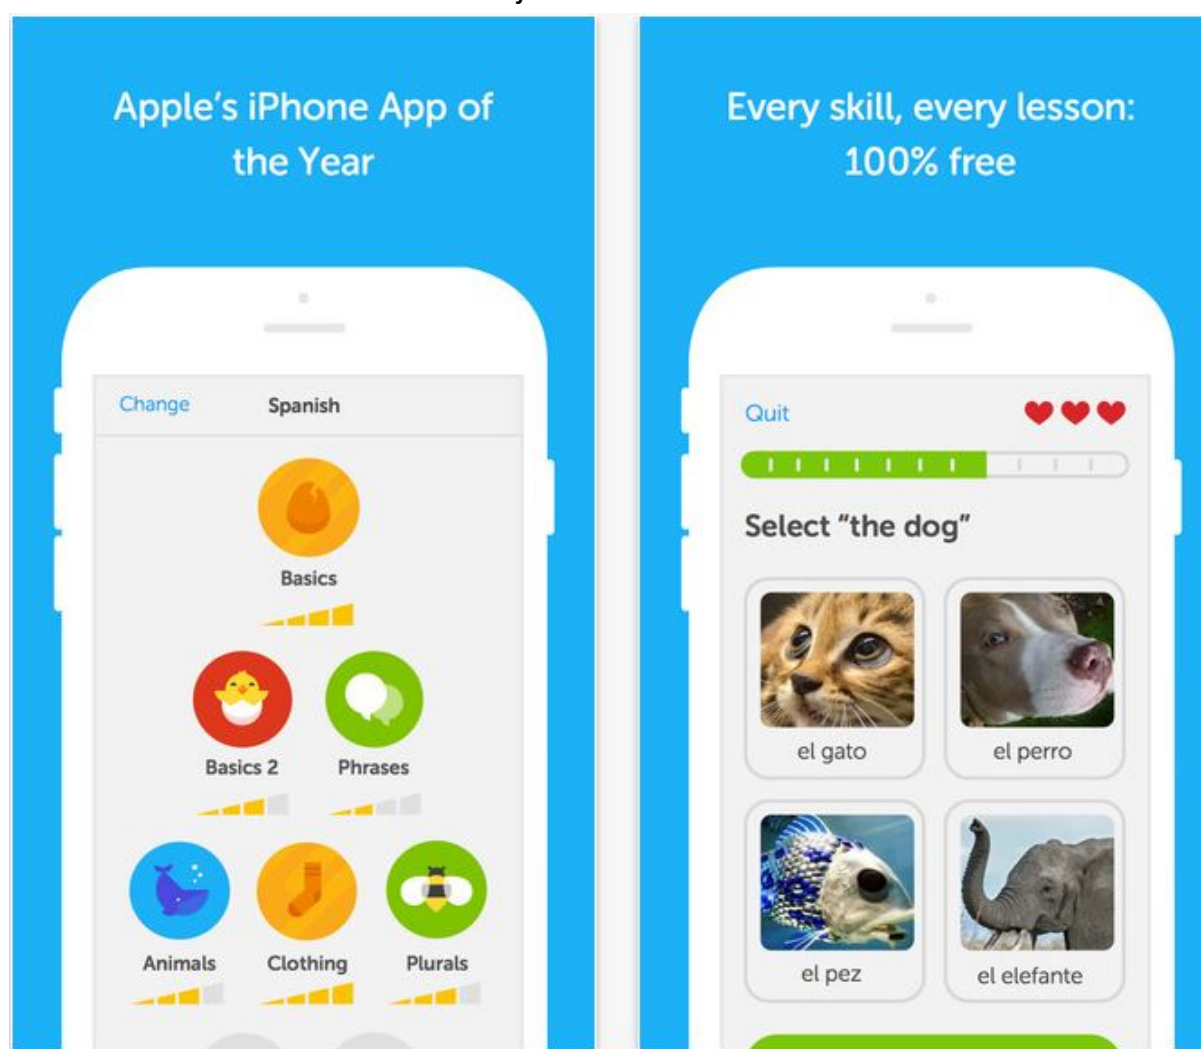 Apple's iPhone App of
the Year
Change
Spanish
Basics
Basics 2
Phrases
Animals
Clothing
Plurals
Every skill, every lesson:
100% free
Quit
Select “the dog”
el gato
el perro
el pez
el elefante